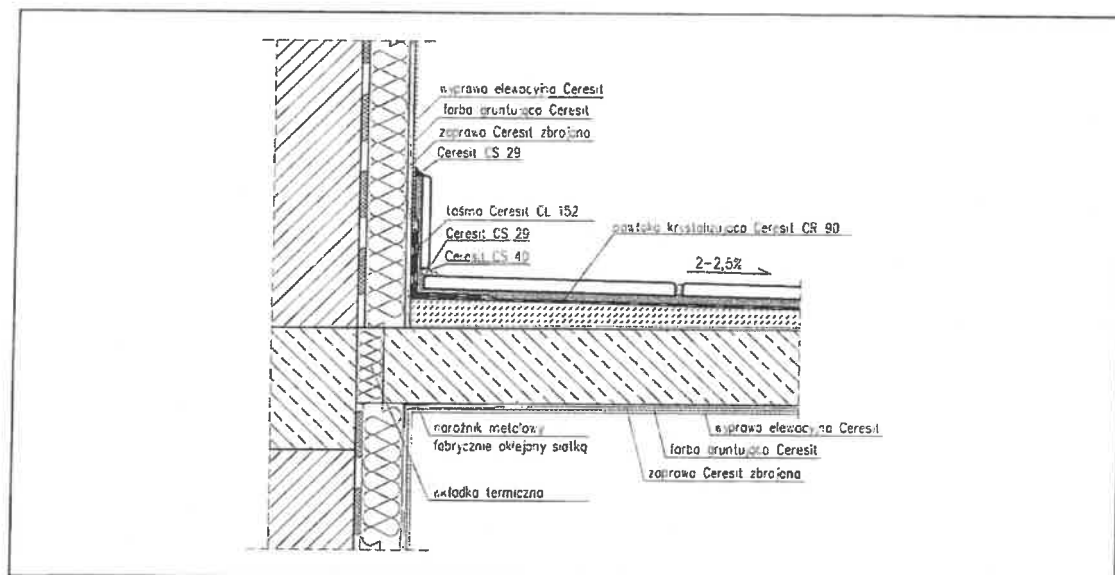 wyprawa elewacyjna Ceresit
farba gruntująca Ceresit
zaprawa Ceresit zbrojona
Ceresit CS 29
taśma Ceresit CL 152
Ceresit CS 29
Ceresit CS 40
powłoka krystalizująca Ceresit CR 90
2-2,5%
narożnik metalowy
fabrycznie oklejany siatką
wkładka termiczna
wyprawa elewacyjna Ceresit
farba gruntująca Ceresit
zaprawa Ceresit zbrojona